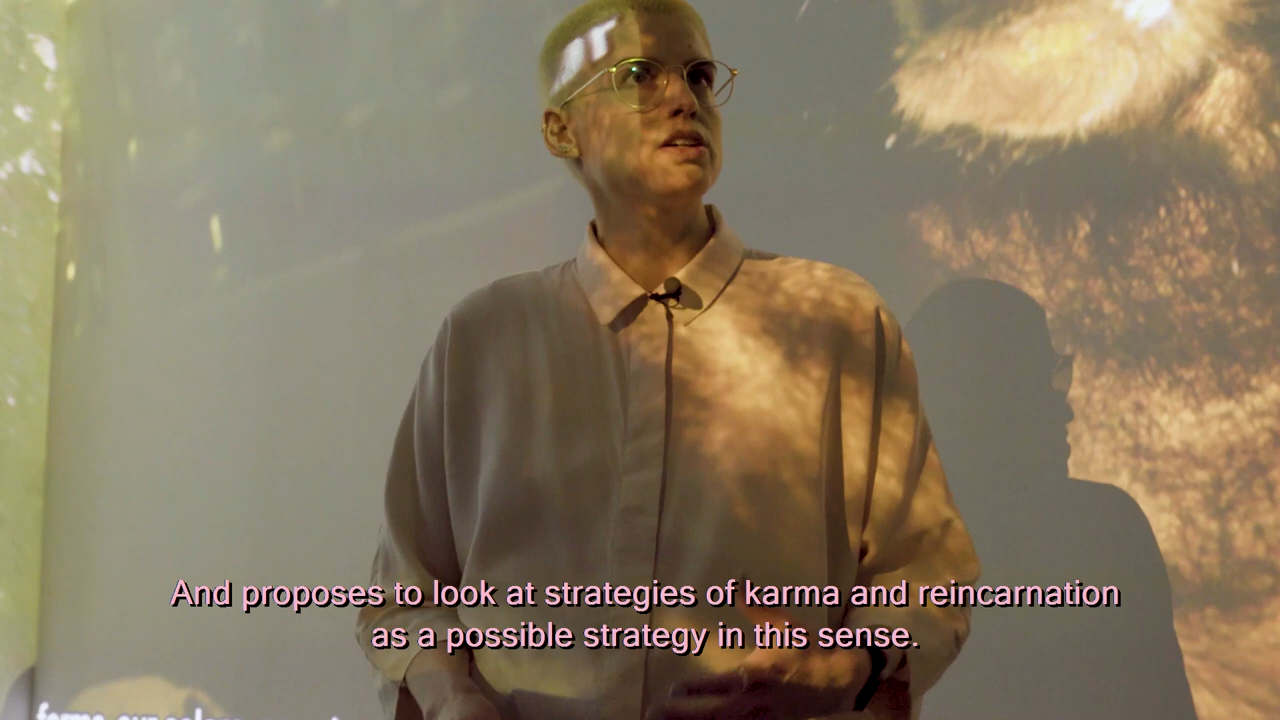 And proposes to look at strategies of karma and reincarnation
as a possible strategy in this sense.